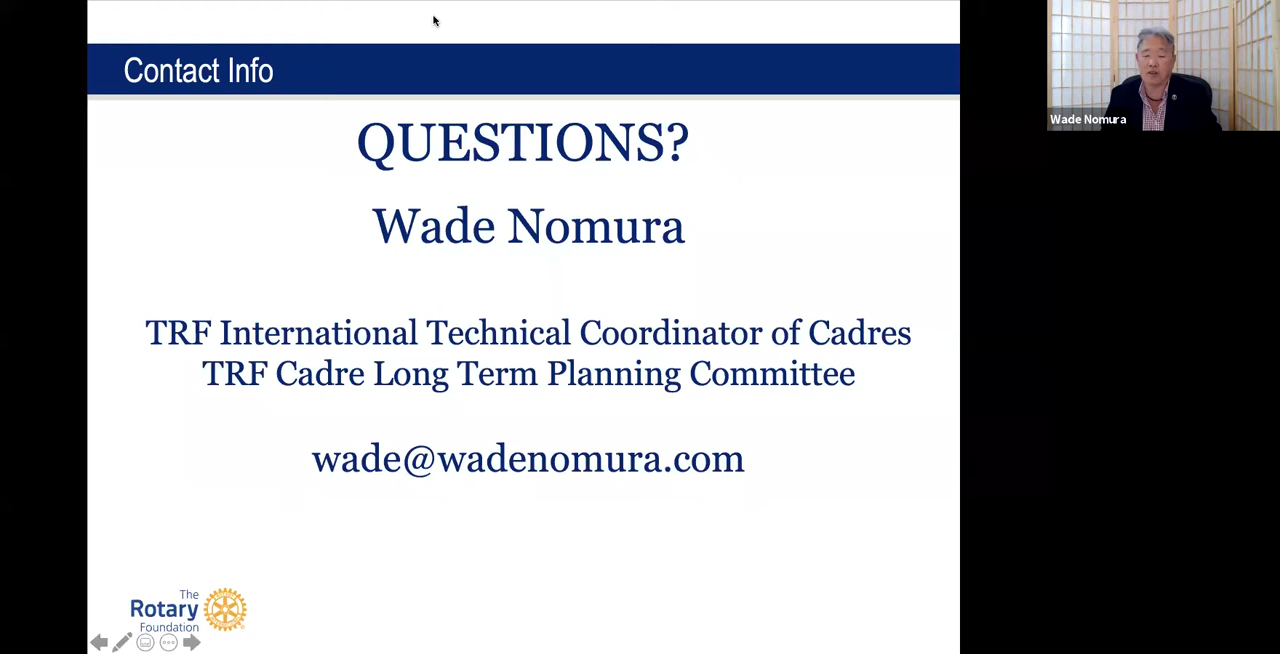 Contact Info
QUESTIONS?
Wade Nomura
TRF International Technical Coordinator of Cadres
TRF Cadre Long Term Planning Committee
wade@wadenomura.com
The
Rotary
Foundation
Wade Nomura